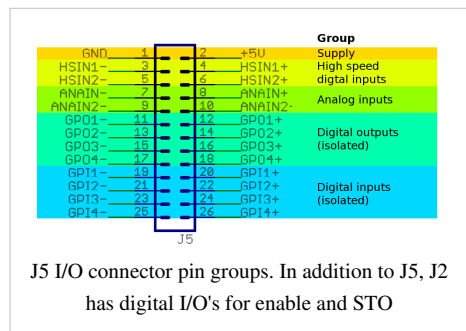 Group
GND 1 2 +5V Supply
HSIN1- 3 4 HSIN1+ High speed
HSIN2- 5 6 HSIN2+ digtal inputs
ANAIN- 7 8 ANAIN+
ANAIN2- 9 10 ANAIN2- Analog inputs
GPO1- 11 12 GPO1+
GPO2- 13 14 GPO2+ Digital outputs
GPO3- 15 16 GPO3+ (isolated)
GPO4- 17 18 GPO4+
GPI1- 19 20 GPI1+
GPI2- 21 22 GPI2+ Digital inputs
GPI3- 23 24 GPI3+ (isolated)
GPI4- 25 26 GPI4+
J5
J5 I/O connector pin groups. In addition to J5, J2
has digital I/O's for enable and STO